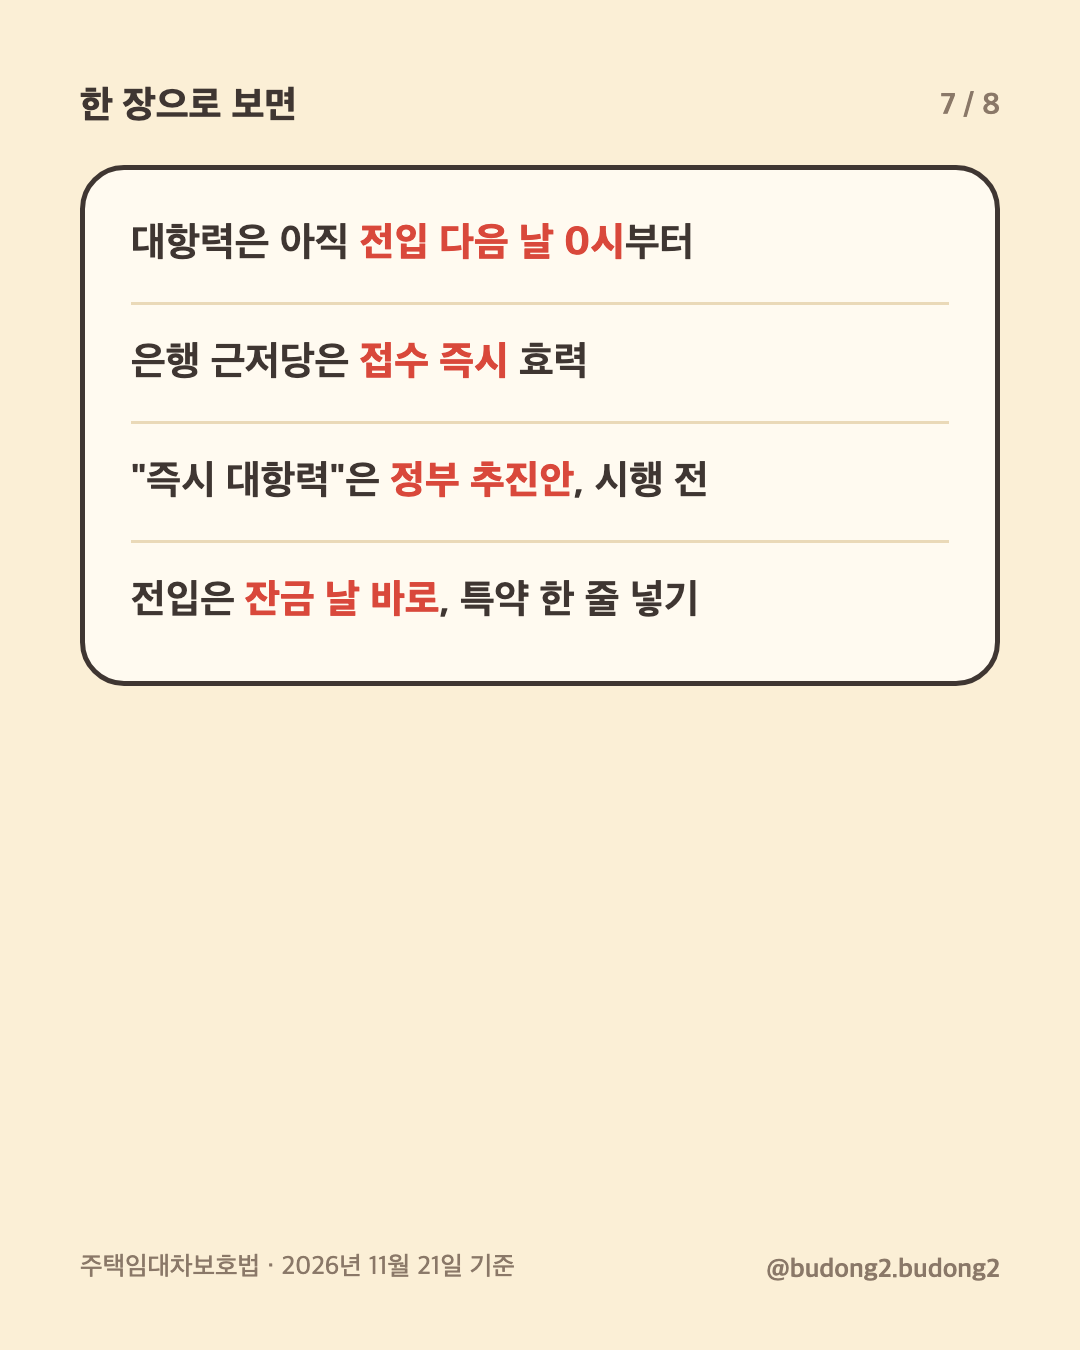 한 장으로 보면
7 / 8
대항력은 아직 전입 다음 날 0시부터
은행 근저당은 접수 즉시 효력
"즉시 대항력"은 정부 추진안, 시행 전
전입은 잔금 날 바로, 특약 한 줄 넣기
주택임대차보호법 · 2026년 11월 21일 기준
@budong2.budong2